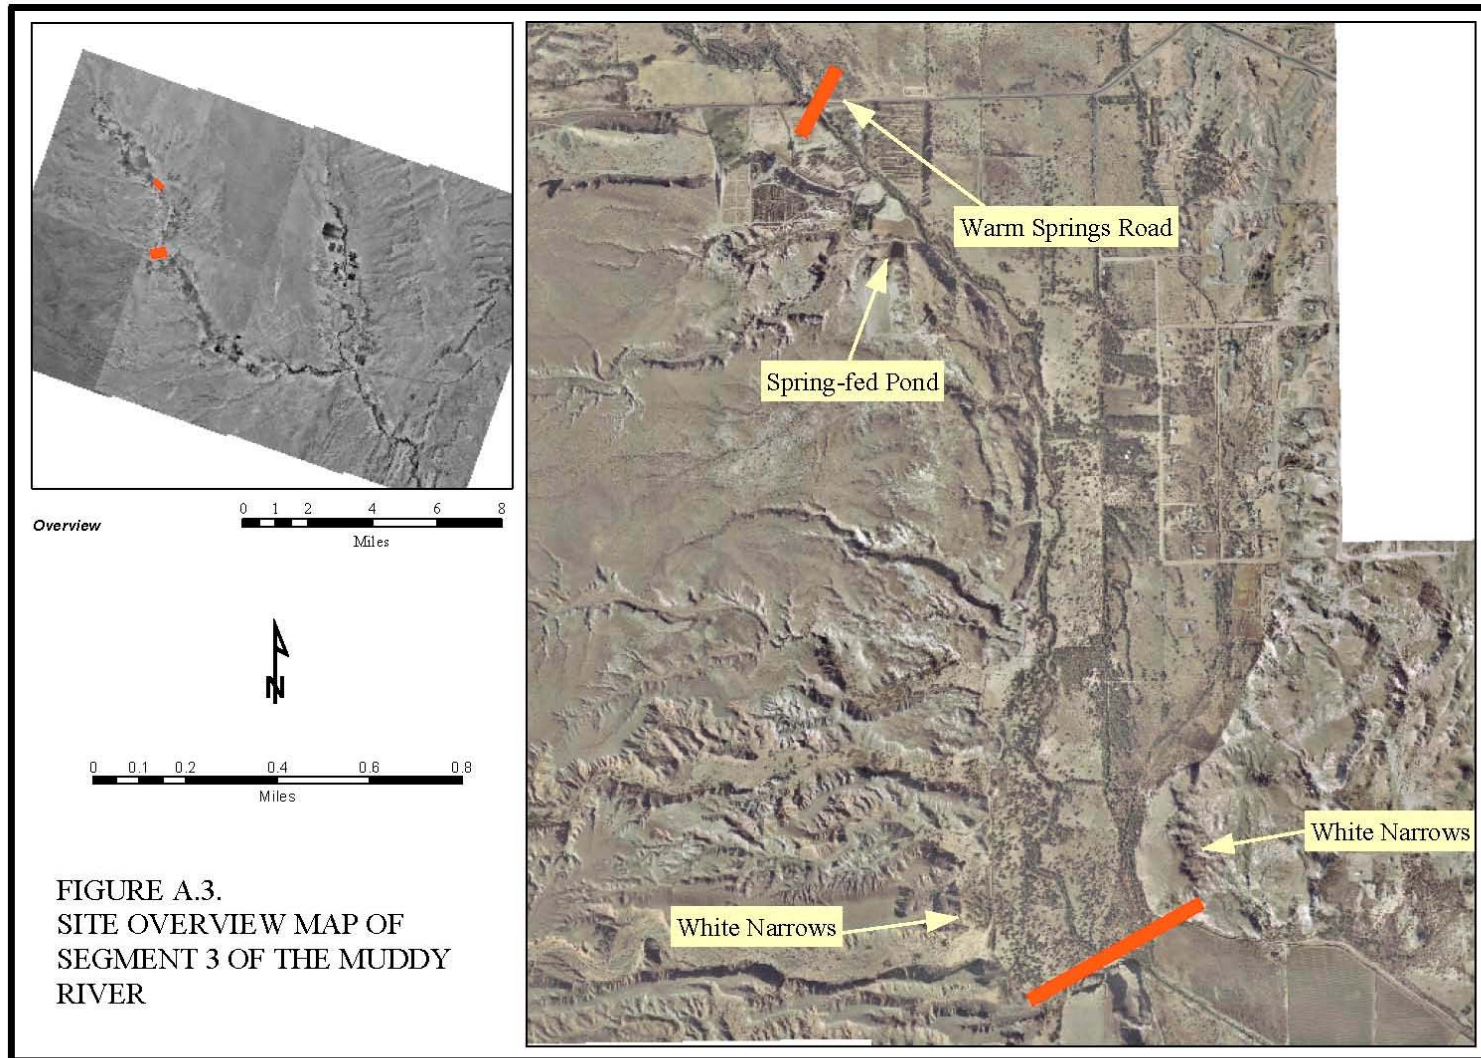 Overview
0 1 2 4 6 8
Miles
N
0 0.1 0.2 0.4 0.6 0.8
Miles
FIGURE A.3.
SITE OVERVIEW MAP OF
SEGMENT 3 OF THE MUDDY
RIVER
Warm Springs Road
Spring-fed Pond
White Narrows
White Narrows